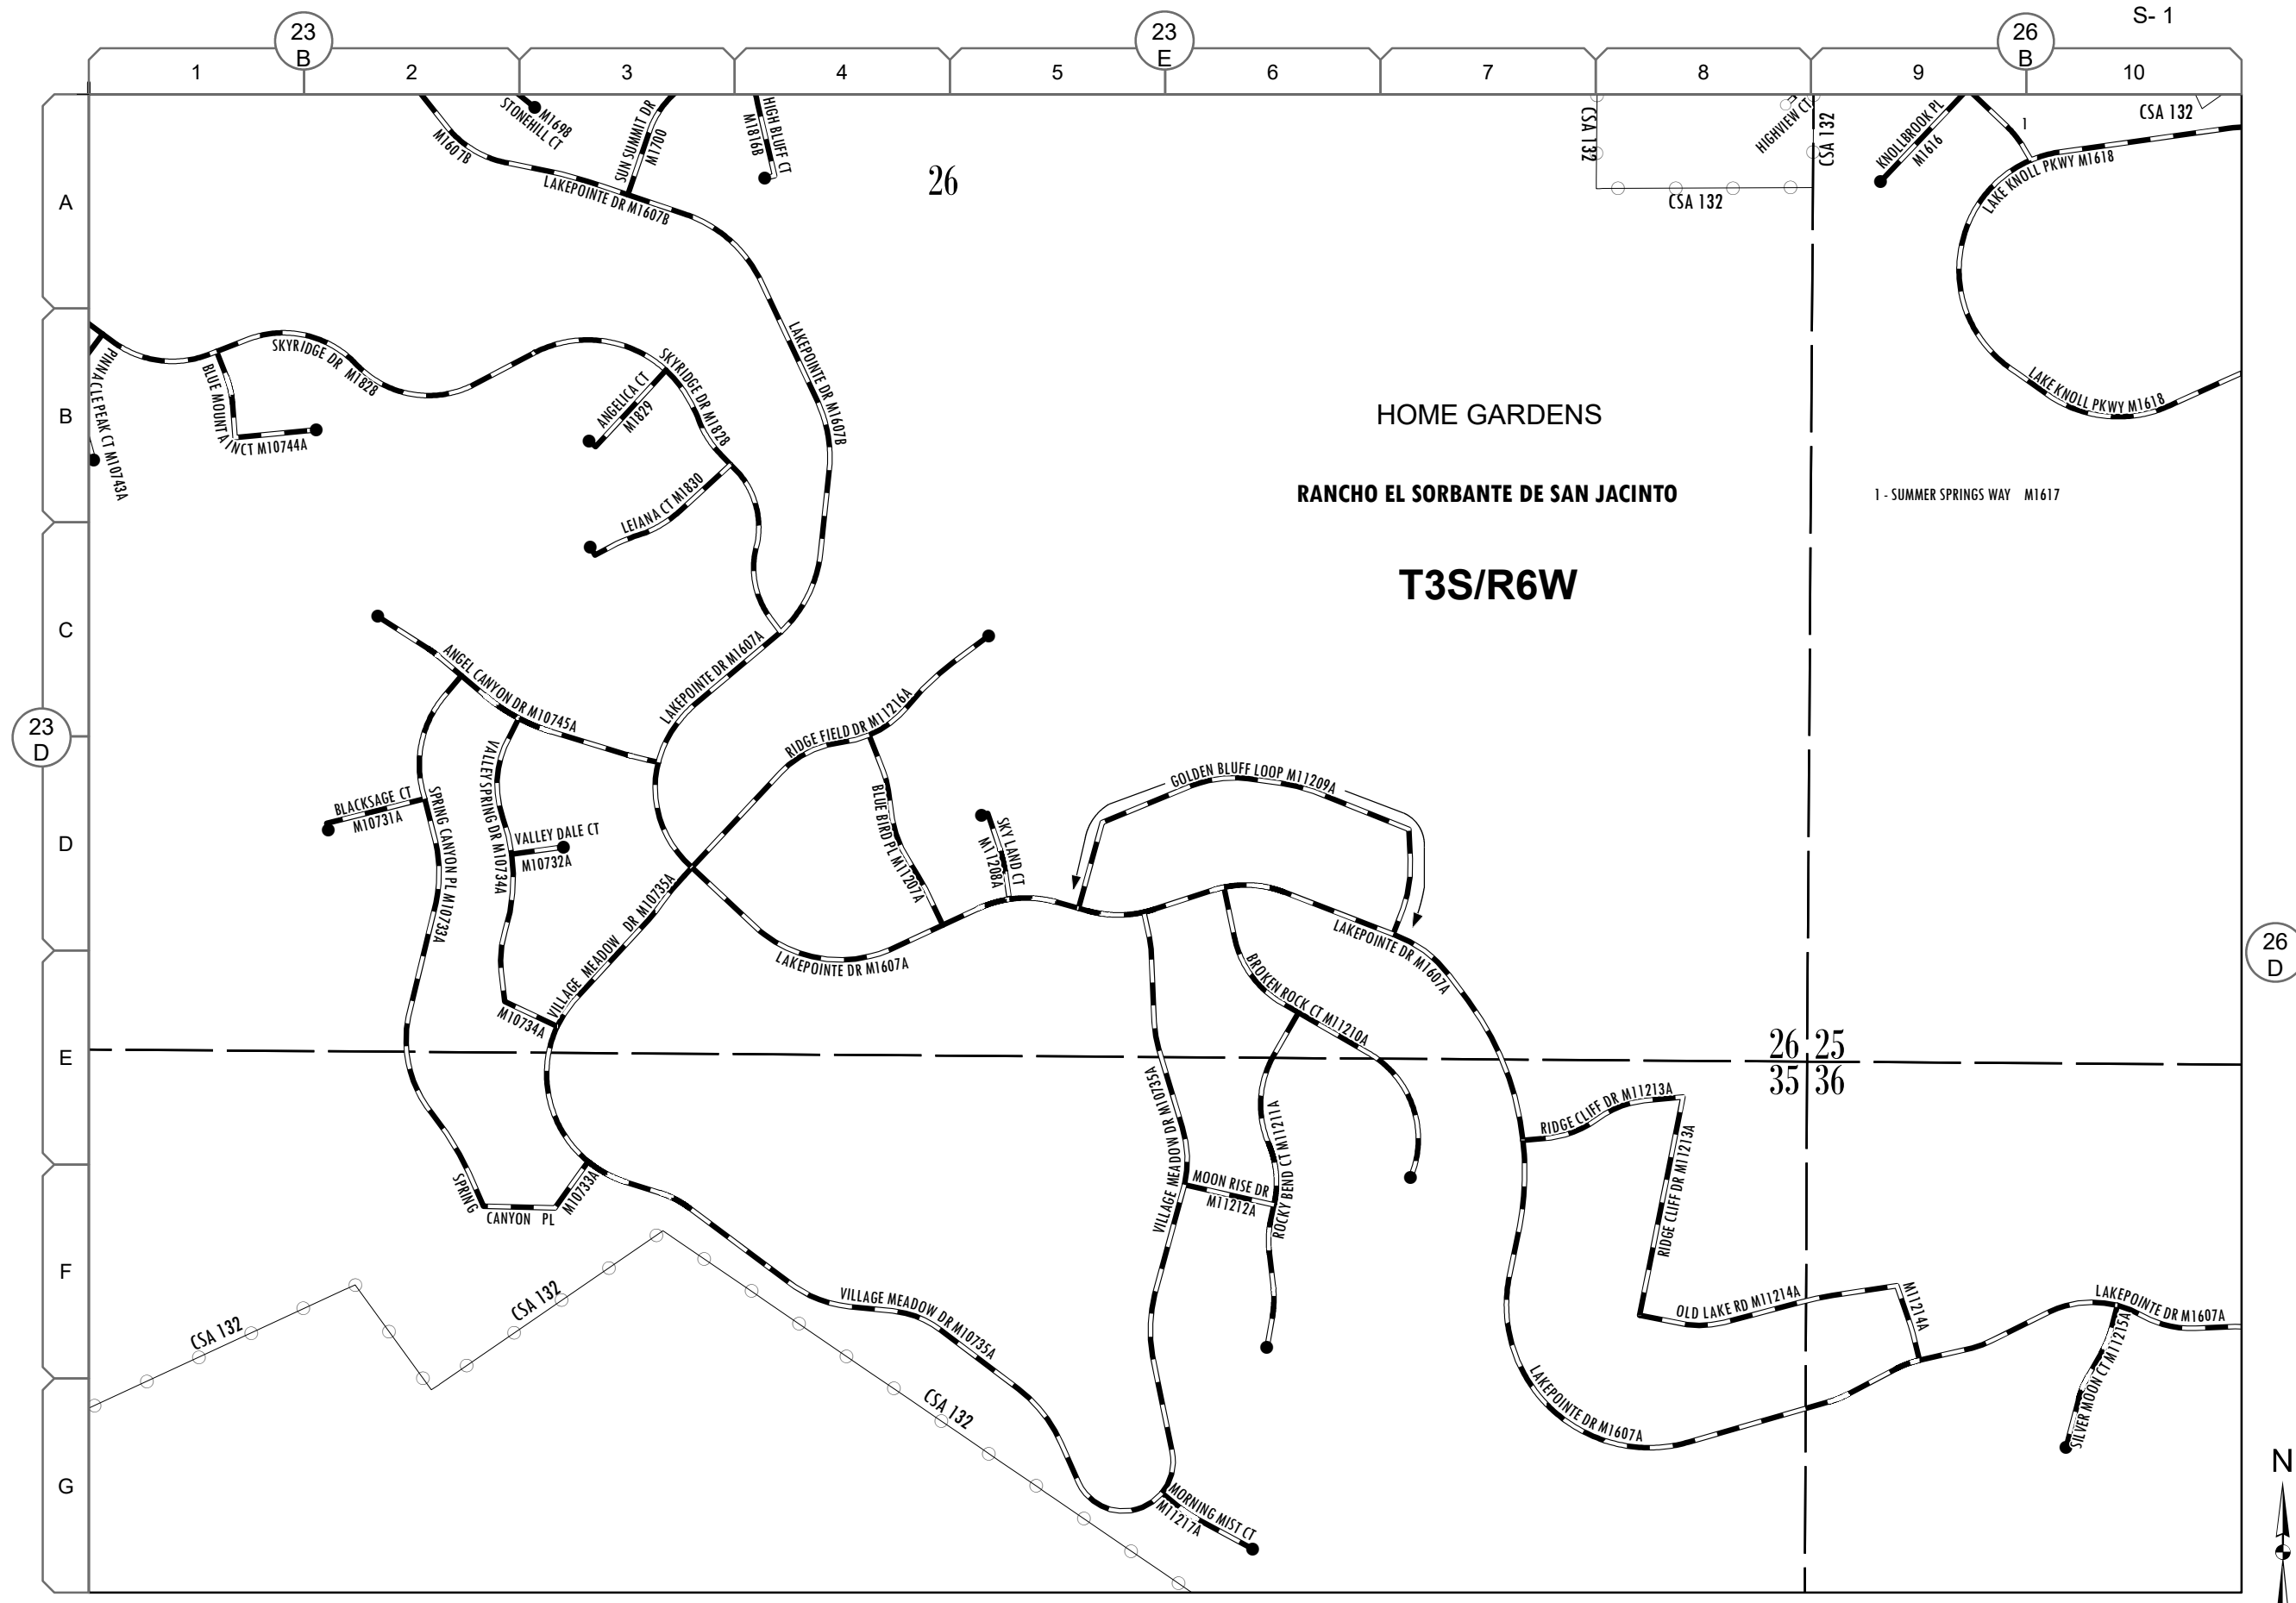 S- 1
23
B
23
E
26
B
1
2
3
4
5
6
7
8
9
10
A
B
C
D
E
F
G
23
D
26
D
M1607B
STONEHILL CT
M1698
SUN SUMMIT DR
M1700
HIGH BLUFF CT
M1816B
LAKEPOINTE DR M1607B
26
CSA 132
HIGHVIEW CT
CSA 132
CSA 132
KNOLLBROOK PL
M1616
1
CSA 132
LAKE KNOLL PKWY M1618
PINNACLE PEAK CT M10743A
BLUE MOUNTAIN CT M10744A
SKYRIDGE DR M1828
ANGELICA CT
M1829
SKYRIDGE DR M1828
LAKEPOINTE DR M1607B
LEIANA CT M1830
HOME GARDENS
RANCHO EL SORBANTE DE SAN JACINTO
T3S/R6W
LAKE KNOLL PKWY M1618
1 - SUMMER SPRINGS WAY M1617
ANGEL CANYON DR M10745A
LAKEPOINTE DR M1607A
RIDGE FIELD DR M11216A
VALLEY SPRING DR M10734A
BLACKSAGE CT
M10731A
SPRING CANYON PL M10733A
VALLEY DALE CT
M10732A
BLUE BIRD PL M11207A
SKY LAND CT
M11208A
GOLDEN BLUFF LOOP M11209A
VILLAGE MEADOW DR M10735A
M10734A
LAKEPOINTE DR M1607A
LAKEPOINTE DR M1607A
BROKEN ROCK CT M11210A
26 25
35 36
VILLAGE MEADOW DR M10735A
ROCKY BEND CT M11211A
MOON RISE DR
M11212A
RIDGE CLIFF DR M11213A
RIDGE CLIFF DR M11213A
SPRING
CANYON PL
M10733A
CSA 132
CSA 132
VILLAGE MEADOW DR M10735A
CSA 132
OLD LAKE RD M11214A
M11214A
LAKEPOINTE DR M1607A
SILVER MOON CT M11215A
LAKEPOINTE DR M1607A
MORNING MIST CT
M11217A
N